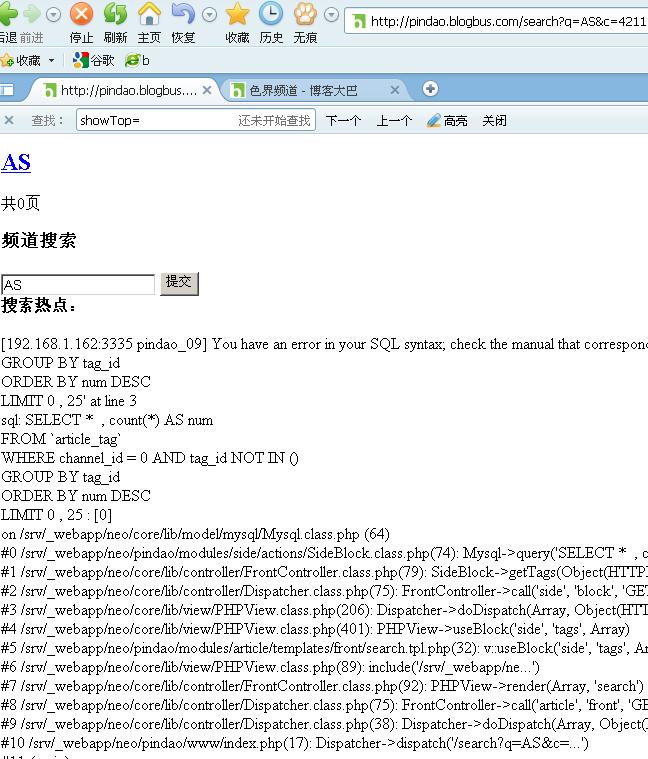 后退 前进 停止 刷新 主页 恢复 收藏 历史 无痕
http://pindao.blogbus.com/search?q=AS&c=4211
收藏 谷歌 b
http://pindao.blogbus.... 色界频道 - 博客大巴
查找： showTop= 还未开始查找 下一个 上一个 高亮 关闭
AS
共0页
频道搜索
AS 提交
搜索热点：
[192.168.1.162:3335 pindao_09] You have an error in your SQL syntax; check the manual that correspon
GROUP BY tag_id
ORDER BY num DESC
LIMIT 0 , 25' at line 3
sql: SELECT * , count(*) AS num
FROM `article_tag`
WHERE channel_id = 0 AND tag_id NOT IN ()
GROUP BY tag_id
ORDER BY num DESC
LIMIT 0 , 25 : [0]
on /srv/_webapp/neo/core/lib/model/mysql/Mysql.class.php (64)
#0 /srv/_webapp/neo/pindao/modules/side/actions/SideBlock.class.php(74): Mysql->query('SELECT * , c
#1 /srv/_webapp/neo/core/lib/controller/FrontController.class.php(79): SideBlock->getTags(Object(HTTP
#2 /srv/_webapp/neo/core/lib/controller/Dispatcher.class.php(75): FrontController->call('side', 'block', 'GE
#3 /srv/_webapp/neo/core/lib/view/PHPView.class.php(206): Dispatcher->doDispatch(Array, Object(HT
#4 /srv/_webapp/neo/core/lib/view/PHPView.class.php(401): PHPView->useBlock('side', 'tags', Array)
#5 /srv/_webapp/neo/pindao/modules/article/templates/front/search.tpl.php(32): v::useBlock('side', 'tags', Ar
#6 /srv/_webapp/neo/core/lib/view/PHPView.class.php(89): include('/srv/_webapp/ne...')
#7 /srv/_webapp/neo/core/lib/controller/FrontController.class.php(92): PHPView->render(Array, 'search')
#8 /srv/_webapp/neo/core/lib/controller/Dispatcher.class.php(75): FrontController->call('article', 'front', 'GE
#9 /srv/_webapp/neo/core/lib/controller/Dispatcher.class.php(38): Dispatcher->doDispatch(Array, Object(
#10 /srv/_webapp/neo/pindao/www/index.php(17): Dispatcher->dispatch('/search?q=AS&c=...')